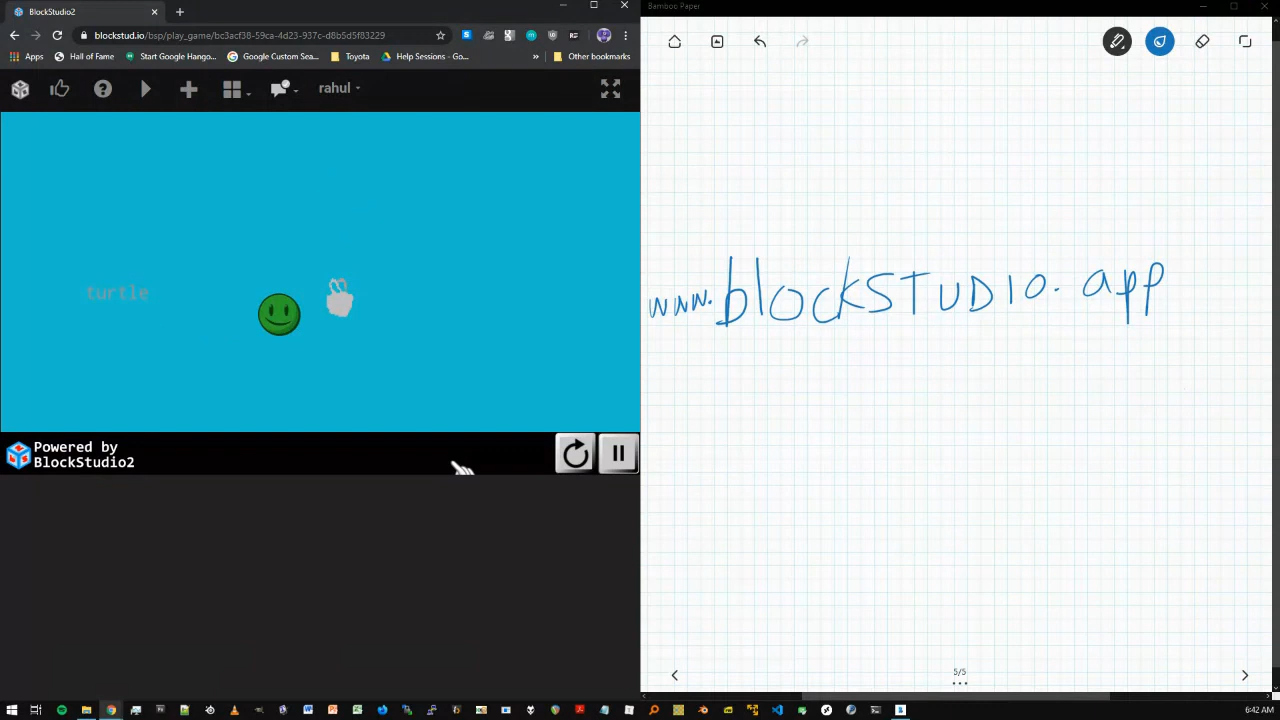 BlockStudio2
Bamboo Paper
blockstudio.io/bsp/play_game/bc3acf38-59ca-4d23-937c-d8b5d5f83229
Apps
Hall of Fame
Start Google Hango...
Google Custom Sea...
Toyota
Help Sessions - Go...
»
Other bookmarks
rahul
turtle
www.blockSTUDIO.app
Powered by
BlockStudio2
5/5
6:42 AM